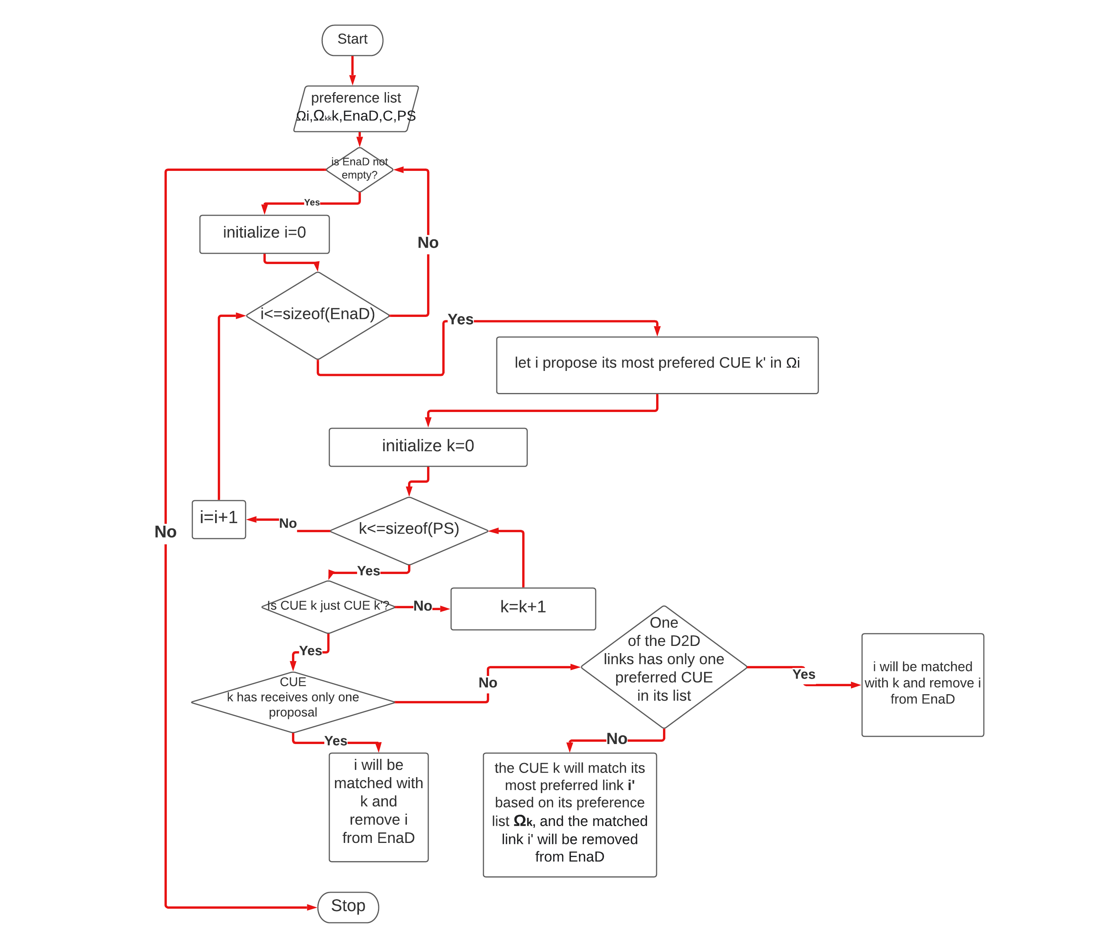 Start
preference list
Ωi,Ωₖₖk,EnaD,C,PS
is EnaD not
empty?
Yes
initialize i=0
No
i<=sizeof(EnaD)
Yes
let i propose its most prefered CUE k' in Ωi
initialize k=0
i=i+1
No
k<=sizeof(PS)
No
Yes
Is CUE k just CUE k'?
No
k=k+1
Yes
CUE
k has receives only one
proposal
No
One
of the D2D
links has only one
preferred CUE
in its list
Yes
i will be matched
with k and remove i
from EnaD
Yes
i will be
matched with
k and
remove i
from EnaD
No
the CUE k will match its
most preferred link i'
based on its preference
list Ωk, and the matched
link i' will be removed
from EnaD
Stop